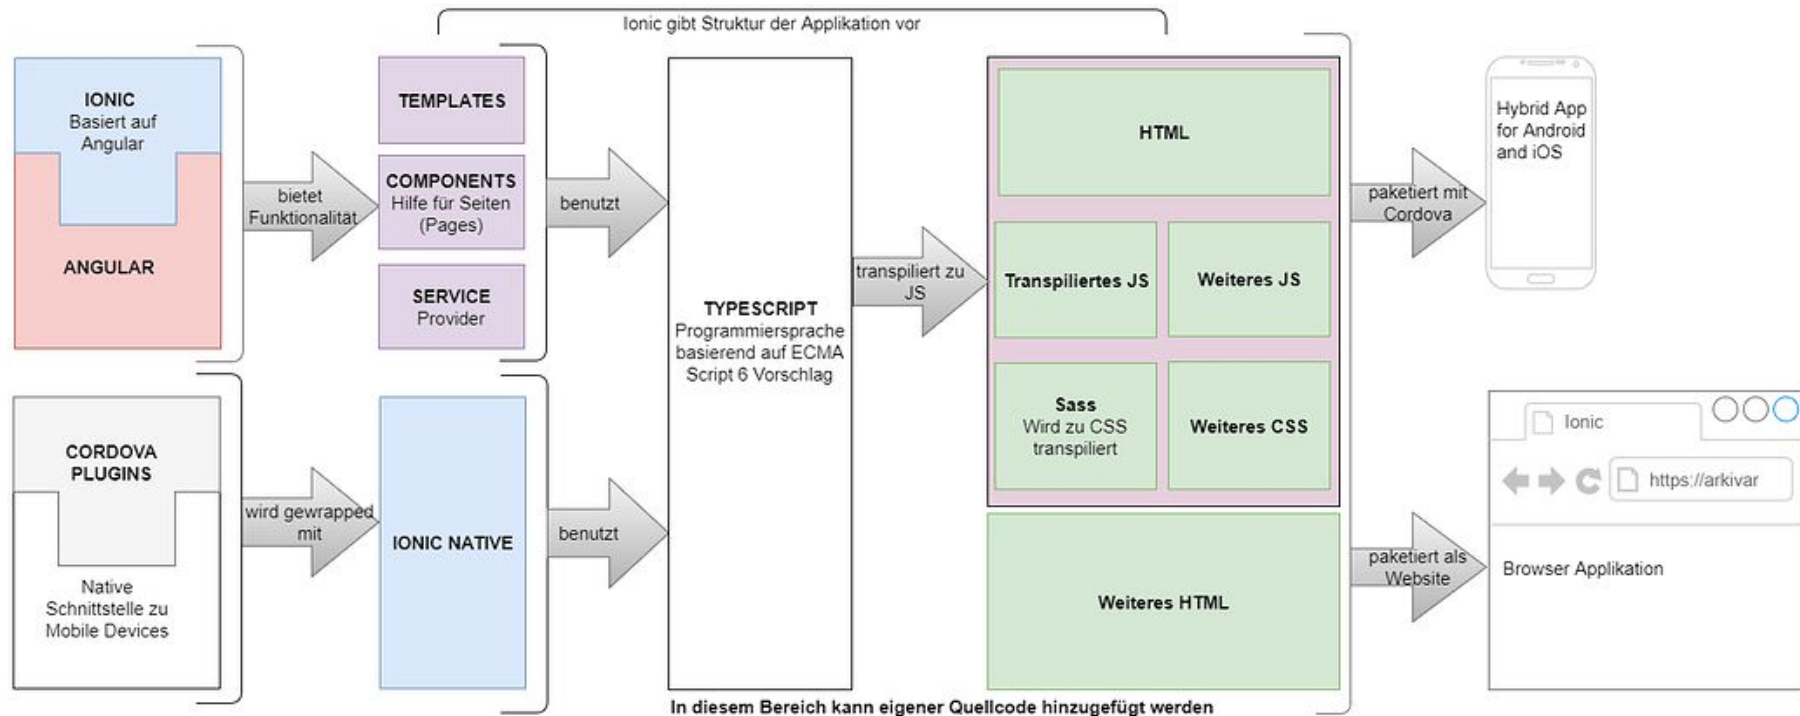 Ionic gibt Struktur der Applikation vor
IONIC
Basiert auf
Angular
ANGULAR
bietet
Funktionalität
TEMPLATES
COMPONENTS
Hilfe für Seiten
(Pages)
SERVICE
Provider
benutzt
CORDOVA
PLUGINS
Native
Schnittstelle zu
Mobile Devices
wird gewrapped
mit
IONIC NATIVE
benutzt
TYPESCRIPT
Programmiersprache
basierend auf ECMA
Script 6 Vorschlag
transpiliert zu
JS
HTML
Transpiliertes JS
Weiteres JS
Sass
Wird zu CSS
transpiliert
Weiteres CSS
Weiteres HTML
In diesem Bereich kann eigener Quellcode hinzugefügt werden
paketiert mit
Cordova
Hybrid App
for Android
and iOS
paketiert als
Website
Ionic
https://arkivar
Browser Applikation